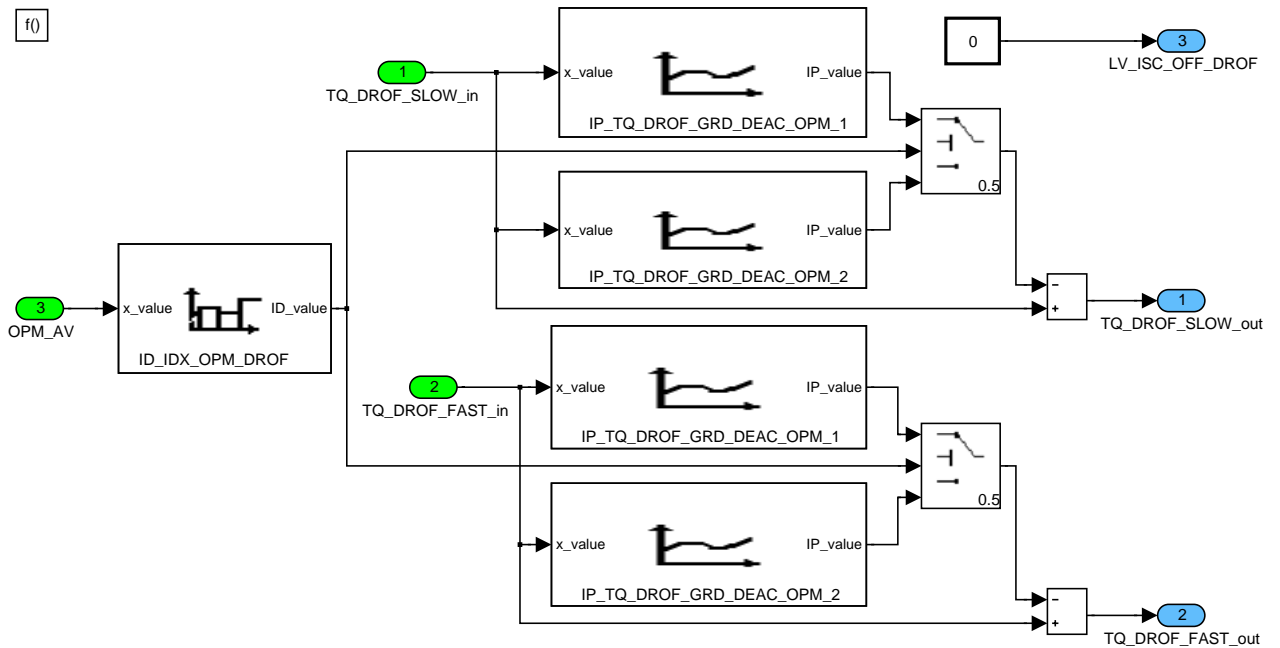 f()
0
3
LV_ISC_OFF_DROF
1
TQ_DROF_SLOW_in
x_value
IP_value
IP_TQ_DROF_GRD_DEAC_OPM_1
0.5
x_value
IP_value
IP_TQ_DROF_GRD_DEAC_OPM_2
3
OPM_AV
x_value
ID_value
ID_IDX_OPM_DROF
−
+
1
TQ_DROF_SLOW_out
2
TQ_DROF_FAST_in
x_value
IP_value
IP_TQ_DROF_GRD_DEAC_OPM_1
0.5
x_value
IP_value
IP_TQ_DROF_GRD_DEAC_OPM_2
−
+
2
TQ_DROF_FAST_out